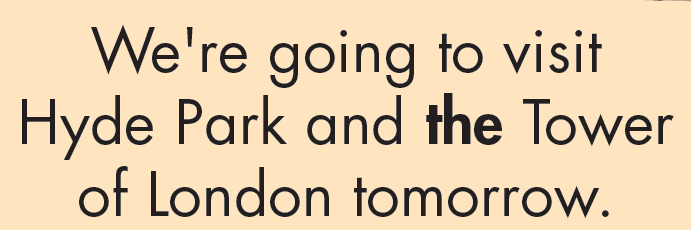 We're going to visit
Hyde Park and the Tower
of London tomorrow.